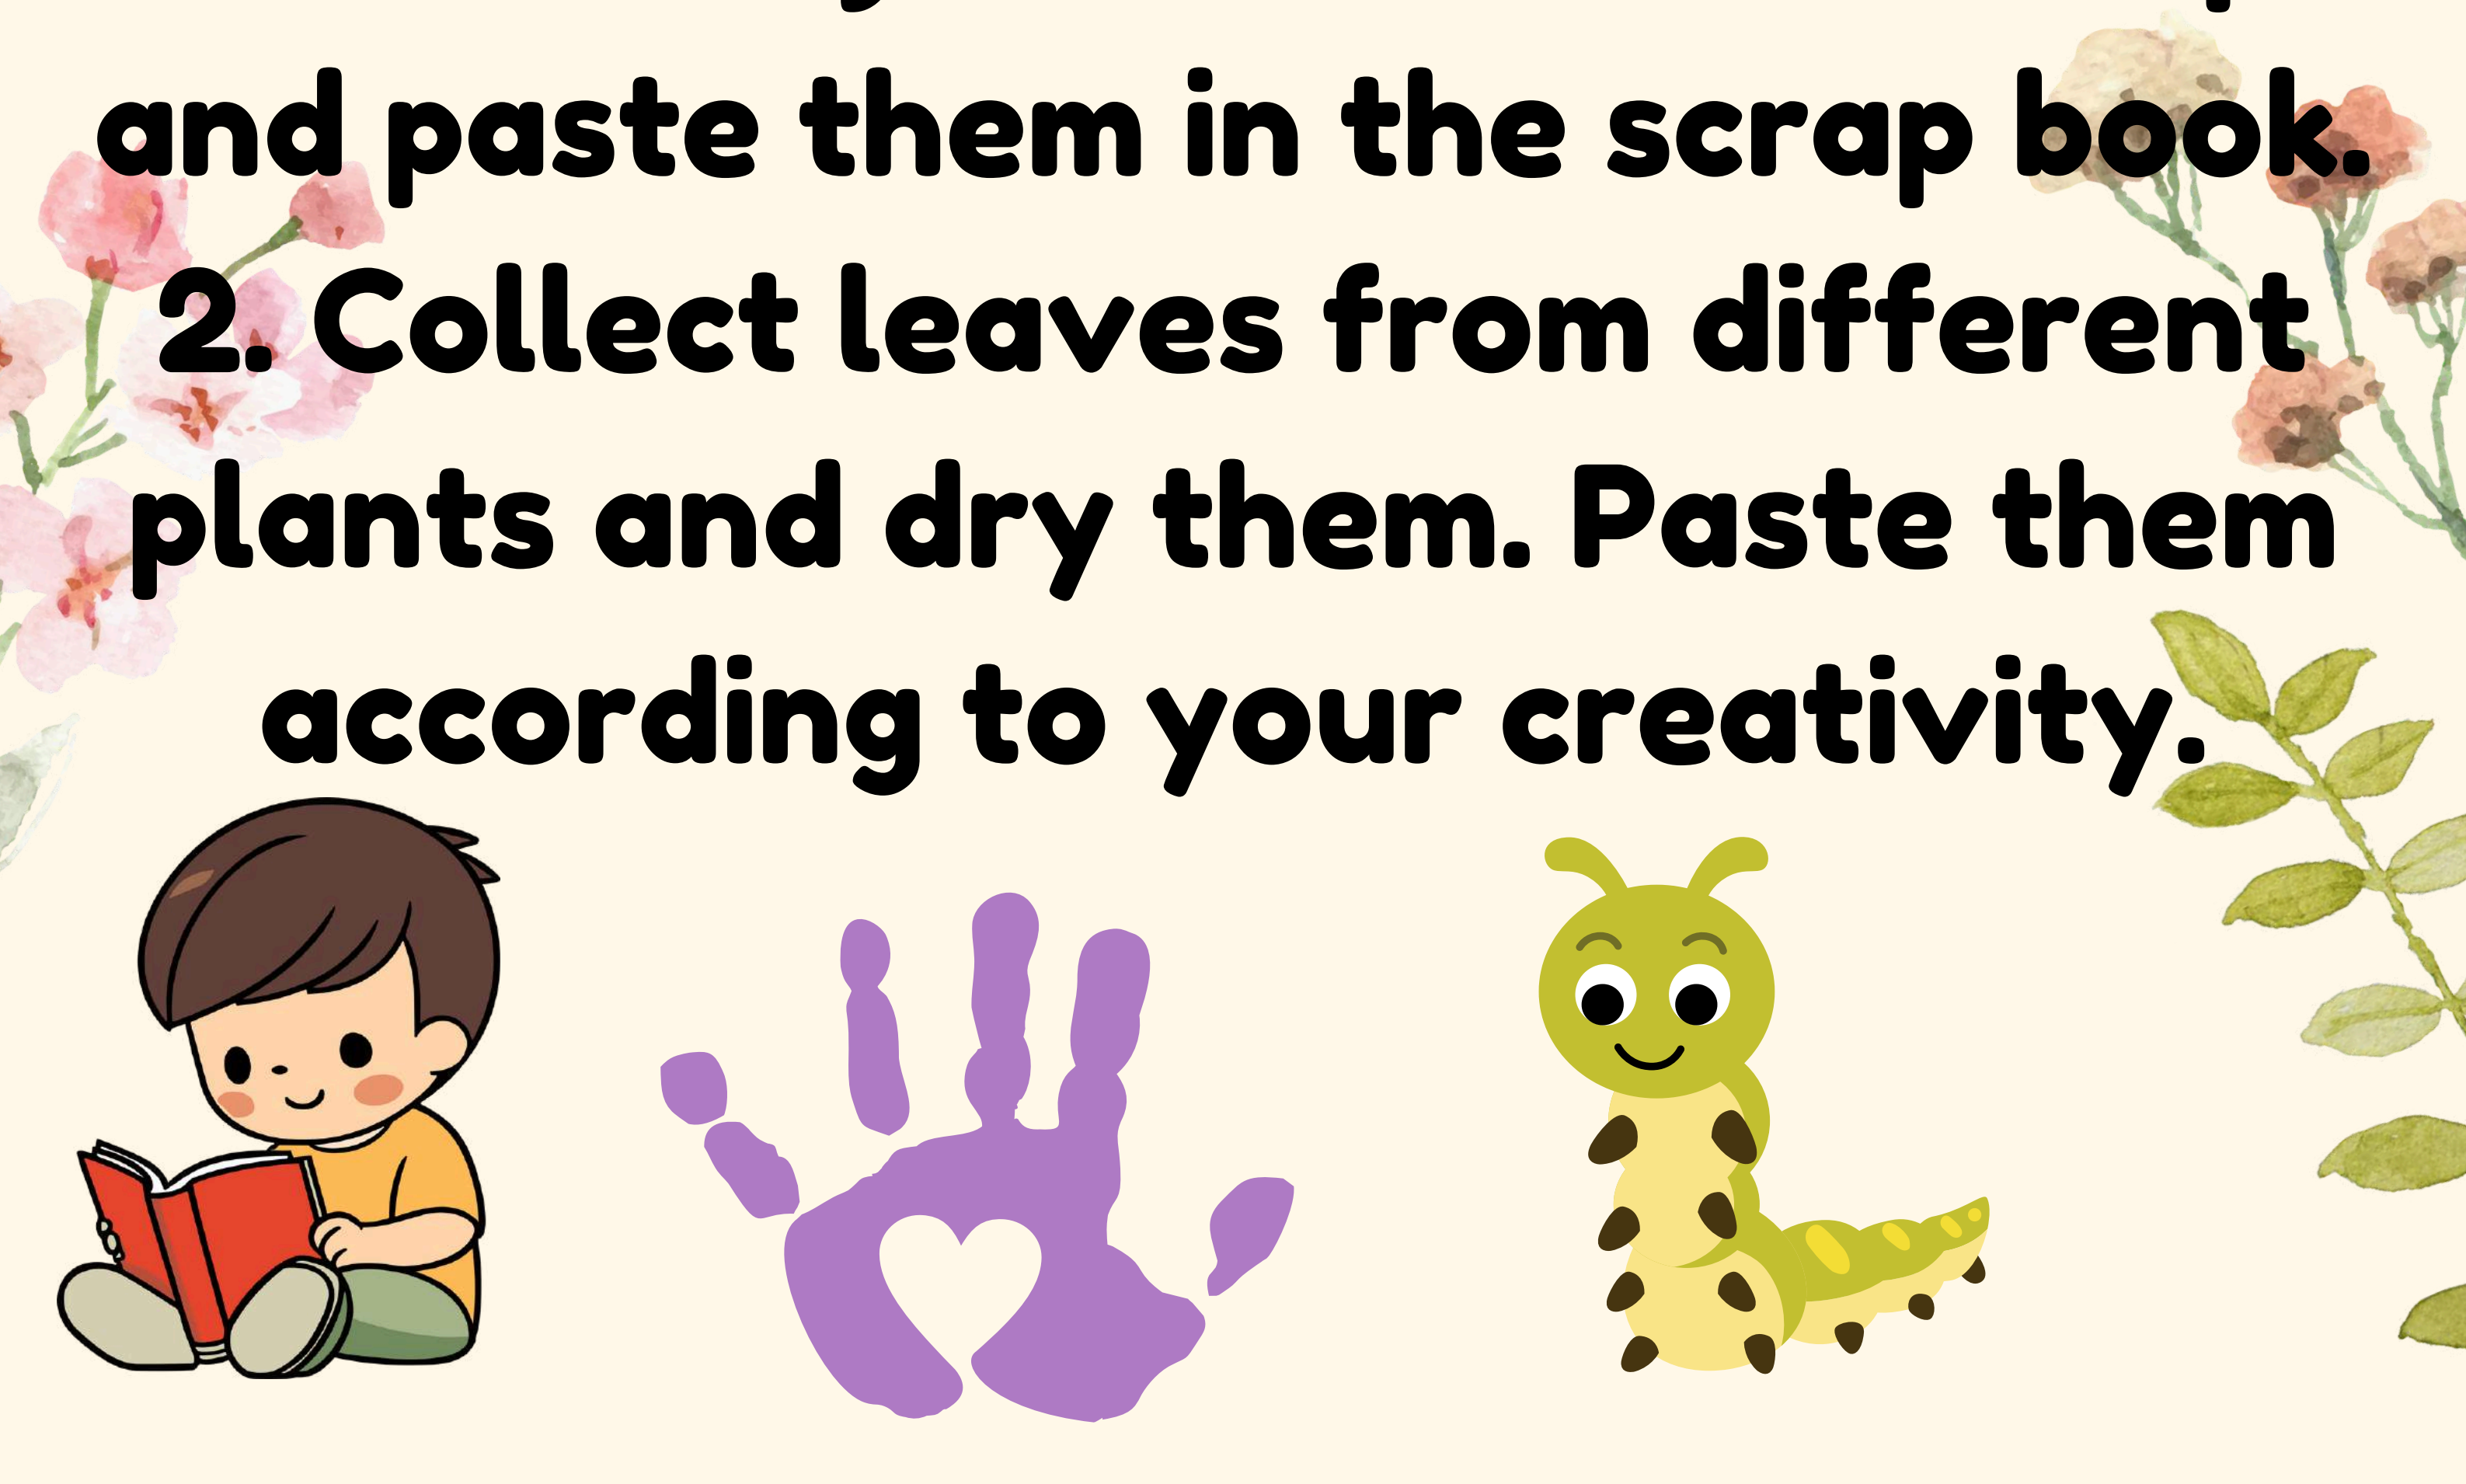 and paste them in the scrap book.
2. Collect leaves from different
plants and dry them. Paste them
according to your creativity.